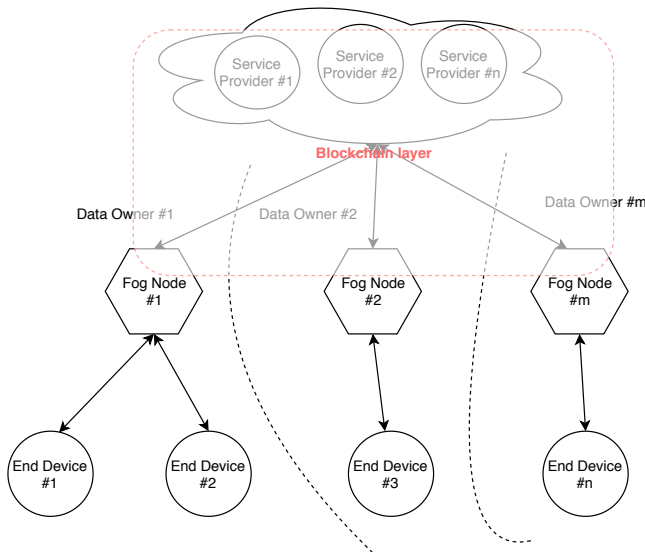 Service
Provider #1
Service
Provider #2
Service
Provider #n
Blockchain layer
Data Owner #1
Data Owner #2
Data Owner #m
Fog Node
#1
Fog Node
#2
Fog Node
#m
End Device
#1
End Device
#2
End Device
#3
End Device
#n